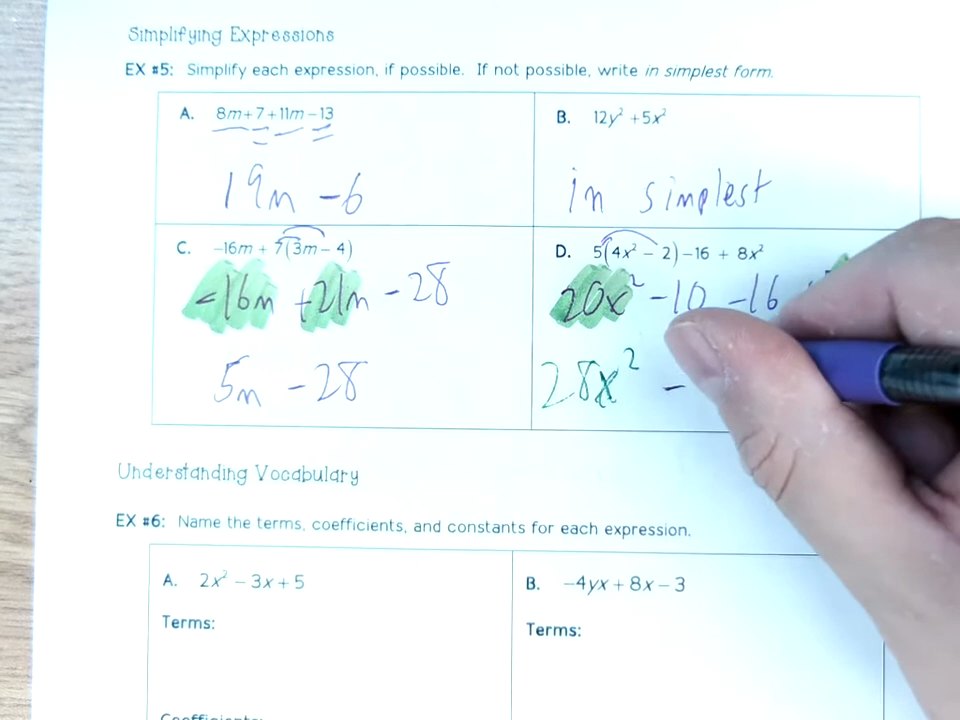 Simplifying Expressions
EX #5: Simplify each expression, if possible. If not possible, write in simplest form.
A. 8m+7+11m-13
19m -6
B. 12y² +5x²
in simplest
C. -16m + 7(3m - 4)
-16m +21m -28
5m -28
D. 5(4x² - 2)-16 + 8x²
20x² -10 -16
28x² -
Understanding Vocabulary
EX #6: Name the terms, coefficients, and constants for each expression.
A. 2x² - 3x + 5
Terms:
B. -4yx + 8x - 3
Terms: